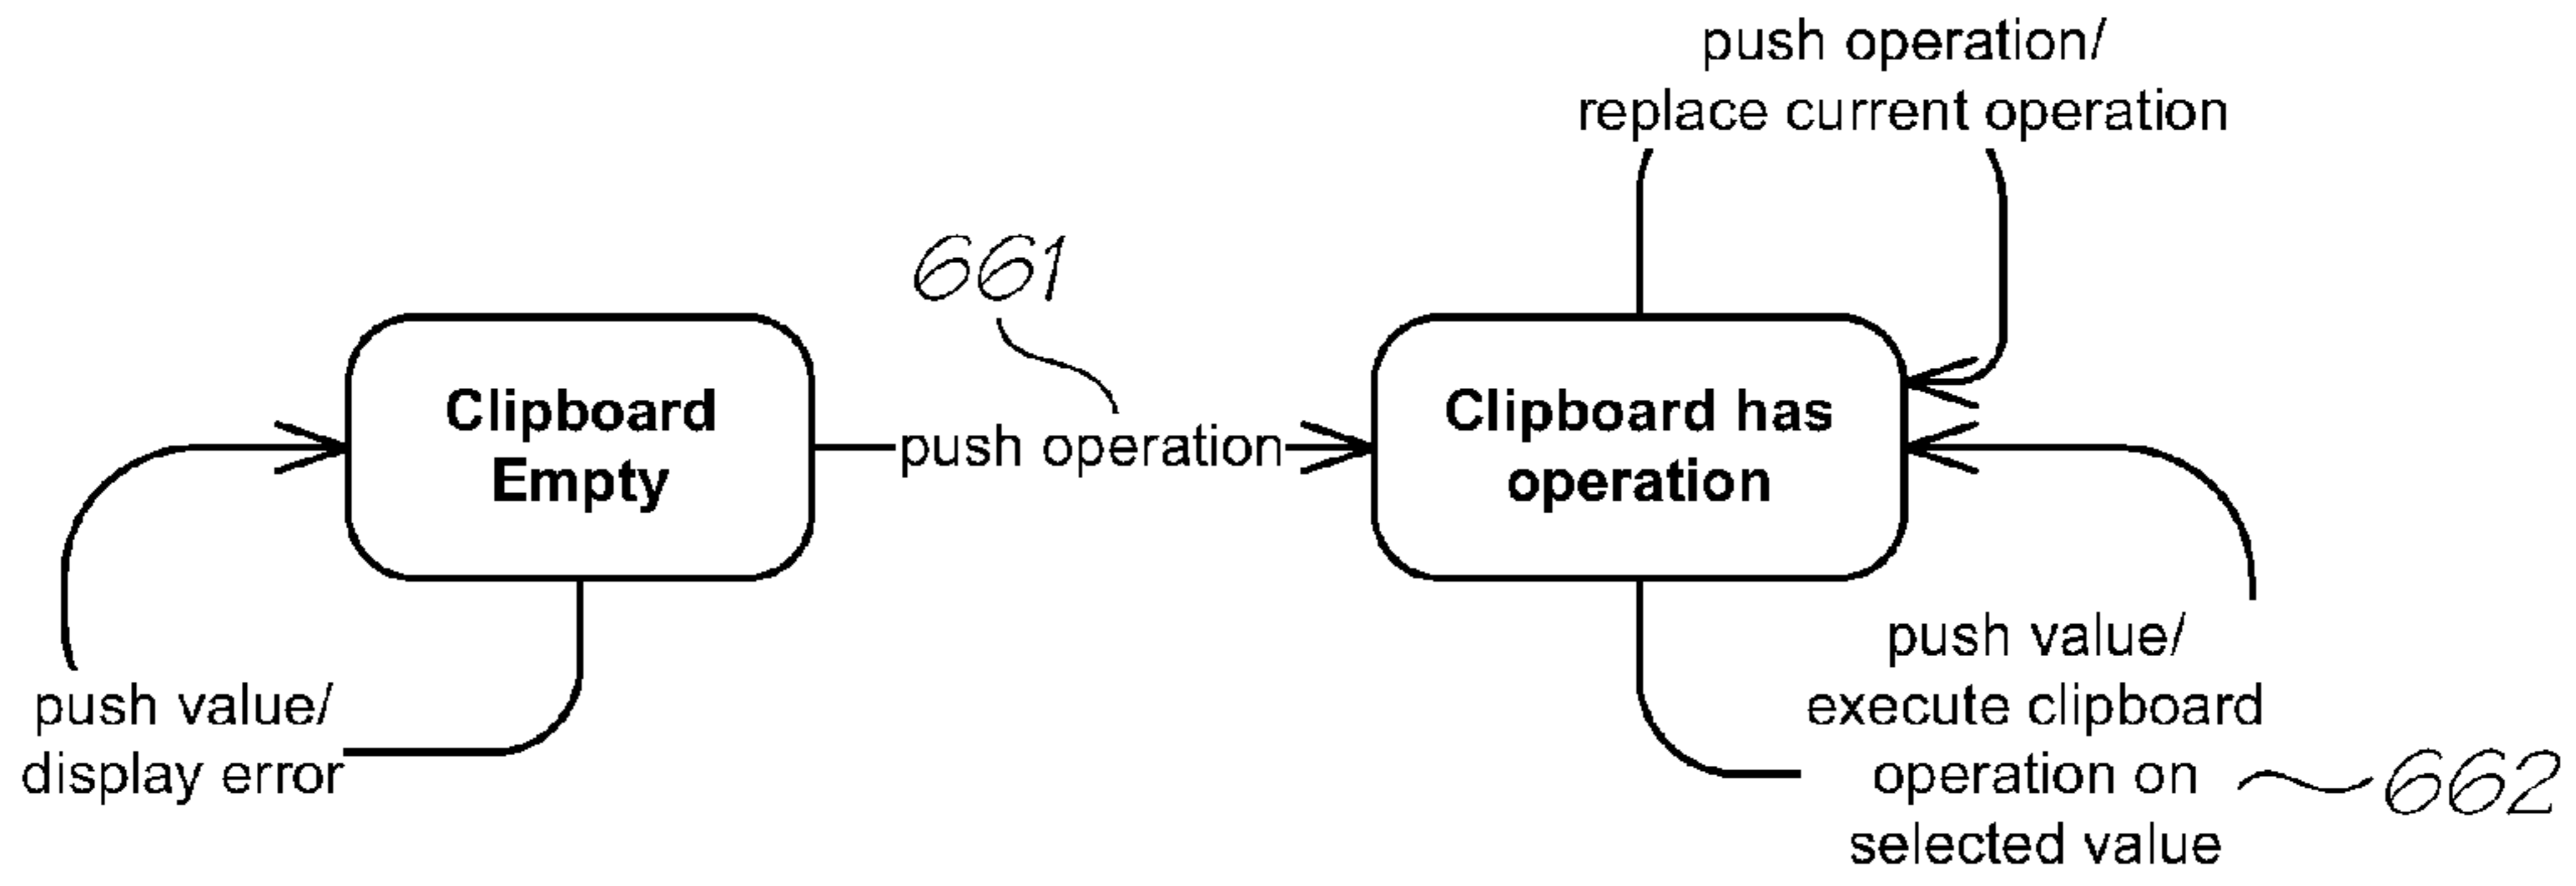 push operation/
replace current operation
661
Clipboard
Empty
push operation
Clipboard has
operation
push value/
display error
push value/
execute clipboard
operation on
selected value
662